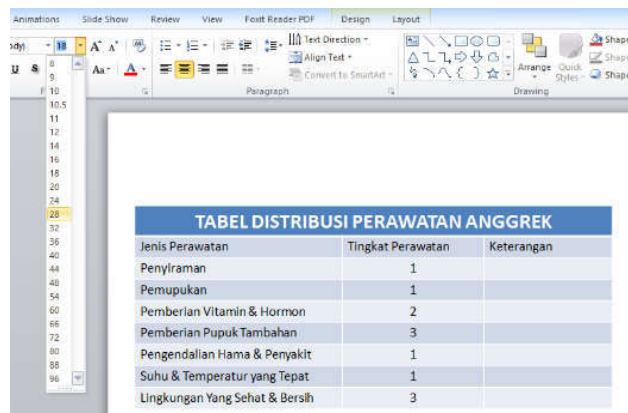 Animations Slide Show Review View Foxit Reader PDF Design Layout
18 A A Text Direction Shape
Align Text Shape
U S Aa A Convert to SmartArt Arrange Quick Styles Shape
Paragraph Drawing
8
9
10
10.5
11
12
14
16
18
20
24
28
32
36
40
44
48
54
60
66
72
80
88
96
TABEL DISTRIBUSI PERAWATAN ANGGREK
Jenis Perawatan Tingkat Perawatan Keterangan
Penyiraman 1
Pemupukan 1
Pemberian Vitamin & Hormon 2
Pemberian Pupuk Tambahan 3
Pengendalian Hama & Penyakit 1
Suhu & Temperatur yang Tepat 1
Lingkungan Yang Sehat & Bersih 3